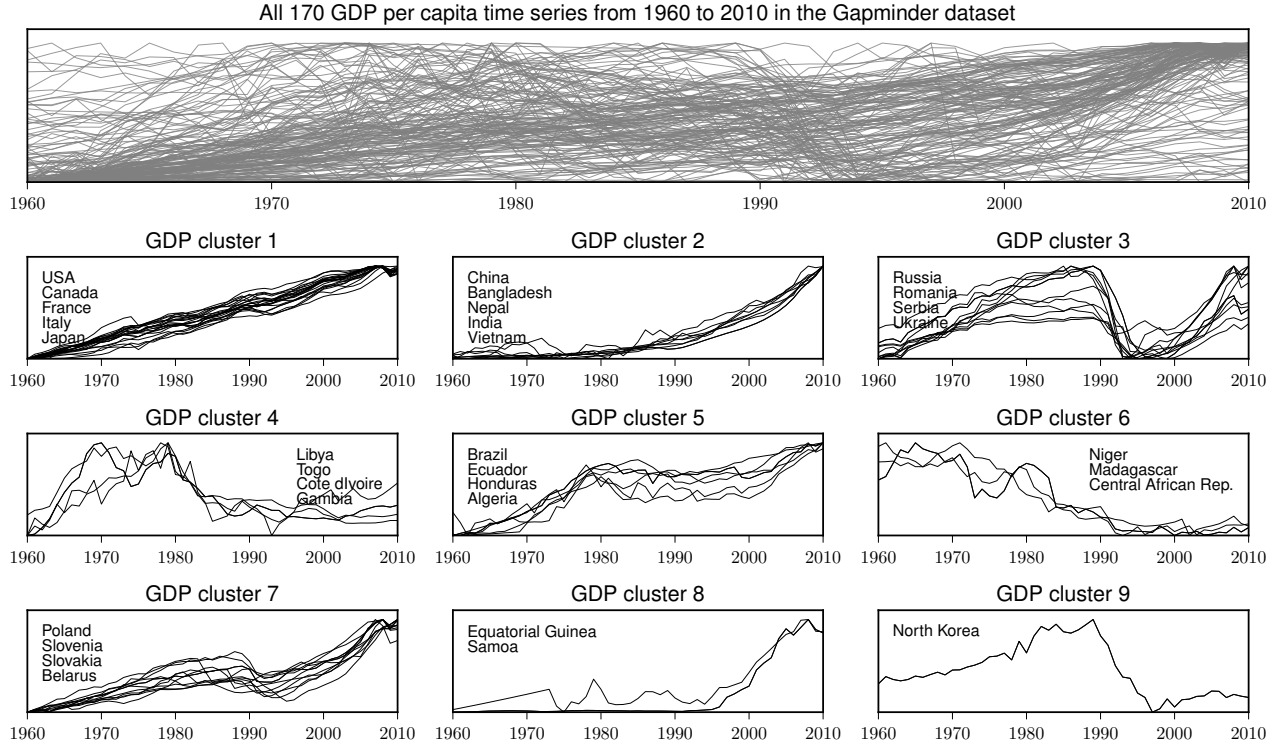 All 170 GDP per capita time series from 1960 to 2010 in the Gapminder dataset
1960 1970 1980 1990 2000 2010
GDP cluster 1
USA
Canada
France
Italy
Japan
1960 1970 1980 1990 2000 2010
GDP cluster 2
China
Bangladesh
Nepal
India
Vietnam
1960 1970 1980 1990 2000 2010
GDP cluster 3
Russia
Romania
Serbia
Ukraine
1960 1970 1980 1990 2000 2010
GDP cluster 4
Libya
Togo
Cote dIvoire
Gambia
1960 1970 1980 1990 2000 2010
GDP cluster 5
Brazil
Ecuador
Honduras
Algeria
1960 1970 1980 1990 2000 2010
GDP cluster 6
Niger
Madagascar
Central African Rep.
1960 1970 1980 1990 2000 2010
GDP cluster 7
Poland
Slovenia
Slovakia
Belarus
1960 1970 1980 1990 2000 2010
GDP cluster 8
Equatorial Guinea
Samoa
1960 1970 1980 1990 2000 2010
GDP cluster 9
North Korea
1960 1970 1980 1990 2000 2010